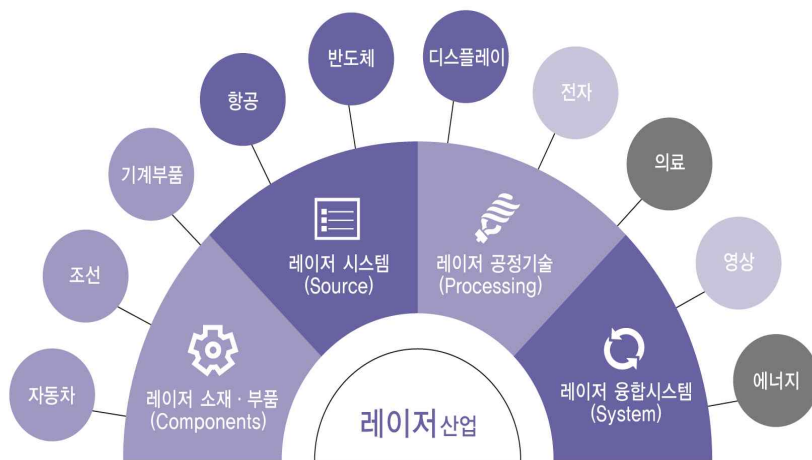 반도체
디스플레이
항공
전자
기계부품
의료
레이저 시스템
(Source)
레이저 공정기술
(Processing)
조선
영상
자동차
레이저 소재 · 부품
(Components)
레이저 융합시스템
(System)
에너지
레이저 산업